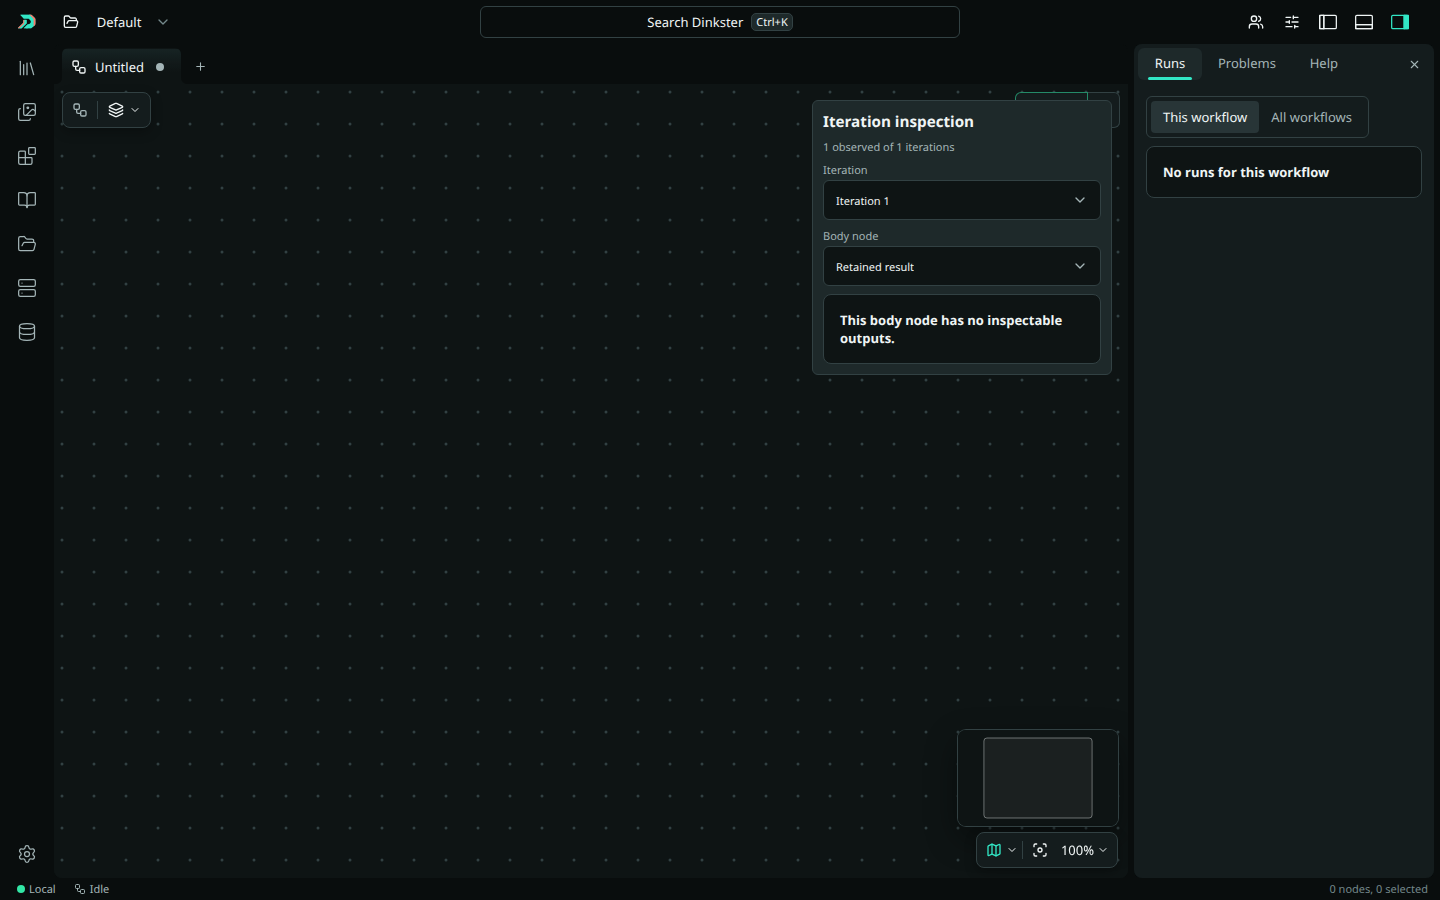 Default
Search Dinkster
Ctrl+K
Untitled
Runs
Problems
Help
This workflow
All workflows
No runs for this workflow
Iteration inspection
1 observed of 1 iterations
Iteration
Iteration 1
Body node
Retained result
This body node has no inspectable
outputs.
100%
Local
Idle
0 nodes, 0 selected